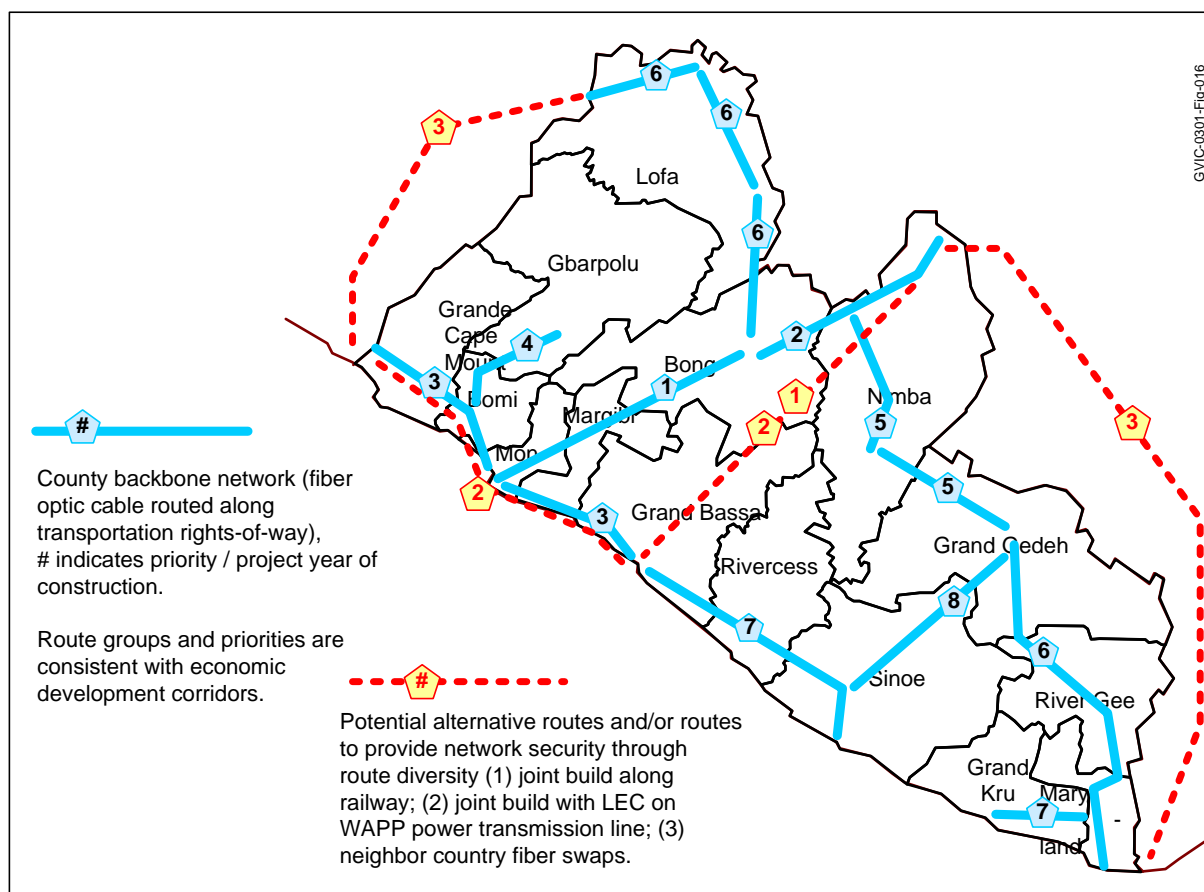 GVIC-0301-Fig-016
6
3
6
Lofa
6
Gbarpolu
Grande
Cape
Mount
4
2
3
Bong
1
Bomi
1
Nimba
Margibi
2
3
5
Mon
2
5
3
Grand Bassa
Grand Gedeh
Rivercess
8
7
6
Sinoe
River Gee
Grand
Kru
Mary
-
land
7
#
County backbone network (fiber
optic cable routed along
transportation rights-of-way),
# indicates priority / project year of
construction.
Route groups and priorities are
consistent with economic
development corridors.
#
Potential alternative routes and/or routes
to provide network security through
route diversity (1) joint build along
railway; (2) joint build with LEC on
WAPP power transmission line; (3)
neighbor country fiber swaps.